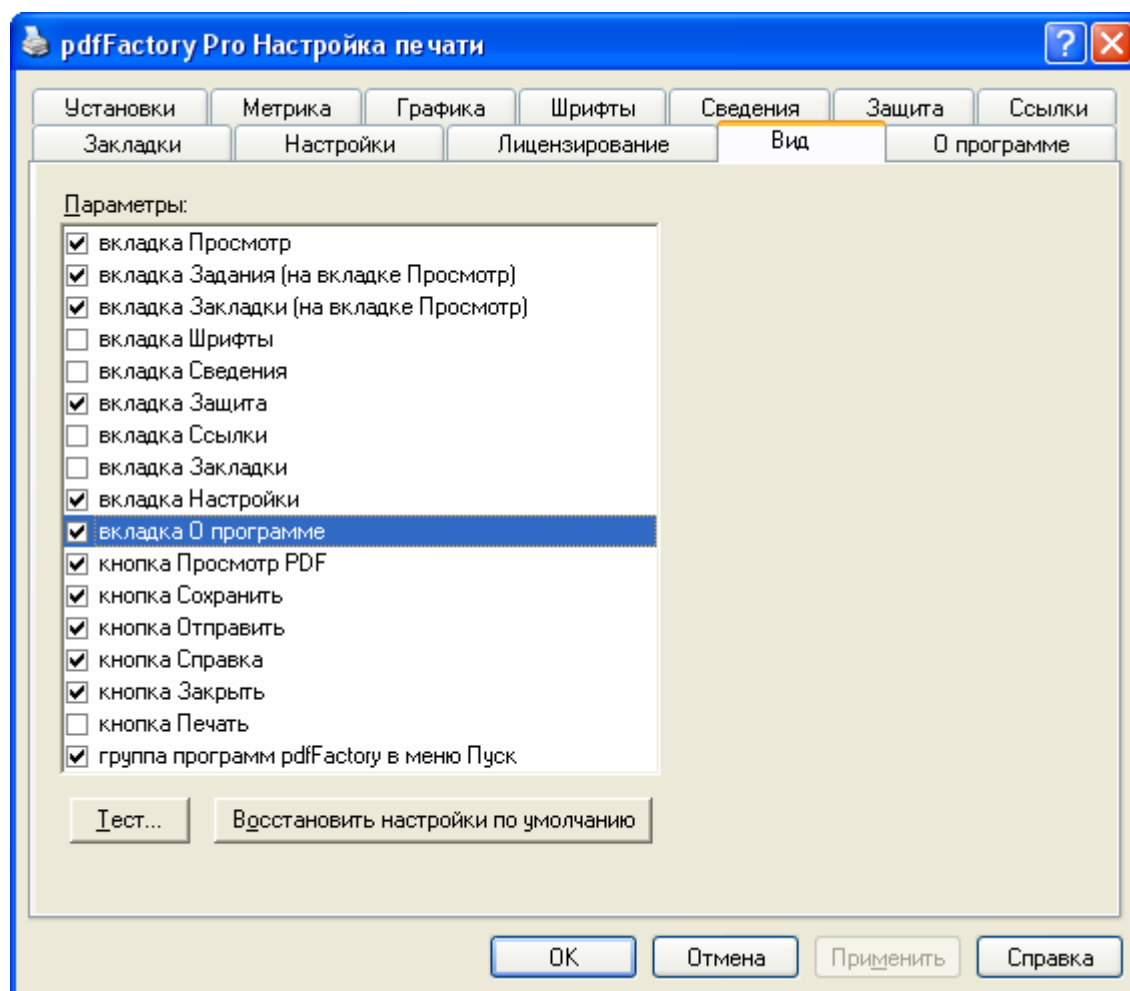 pdfFactory Pro Настройка печати
Установки Метрика Графика Шрифты Сведения Защита Ссылки
Закладки Настройки Лицензирование Вид О программе
Параметры:
вкладка Просмотр
вкладка Задания (на вкладке Просмотр)
вкладка Закладки (на вкладке Просмотр)
вкладка Шрифты
вкладка Сведения
вкладка Защита
вкладка Ссылки
вкладка Закладки
вкладка Настройки
вкладка О программе
кнопка Просмотр PDF
кнопка Сохранить
кнопка Отправить
кнопка Справка
кнопка Закрыть
кнопка Печать
группа программ pdfFactory в меню Пуск
Тест... Восстановить настройки по умолчанию
OK Отмена Применить Справка